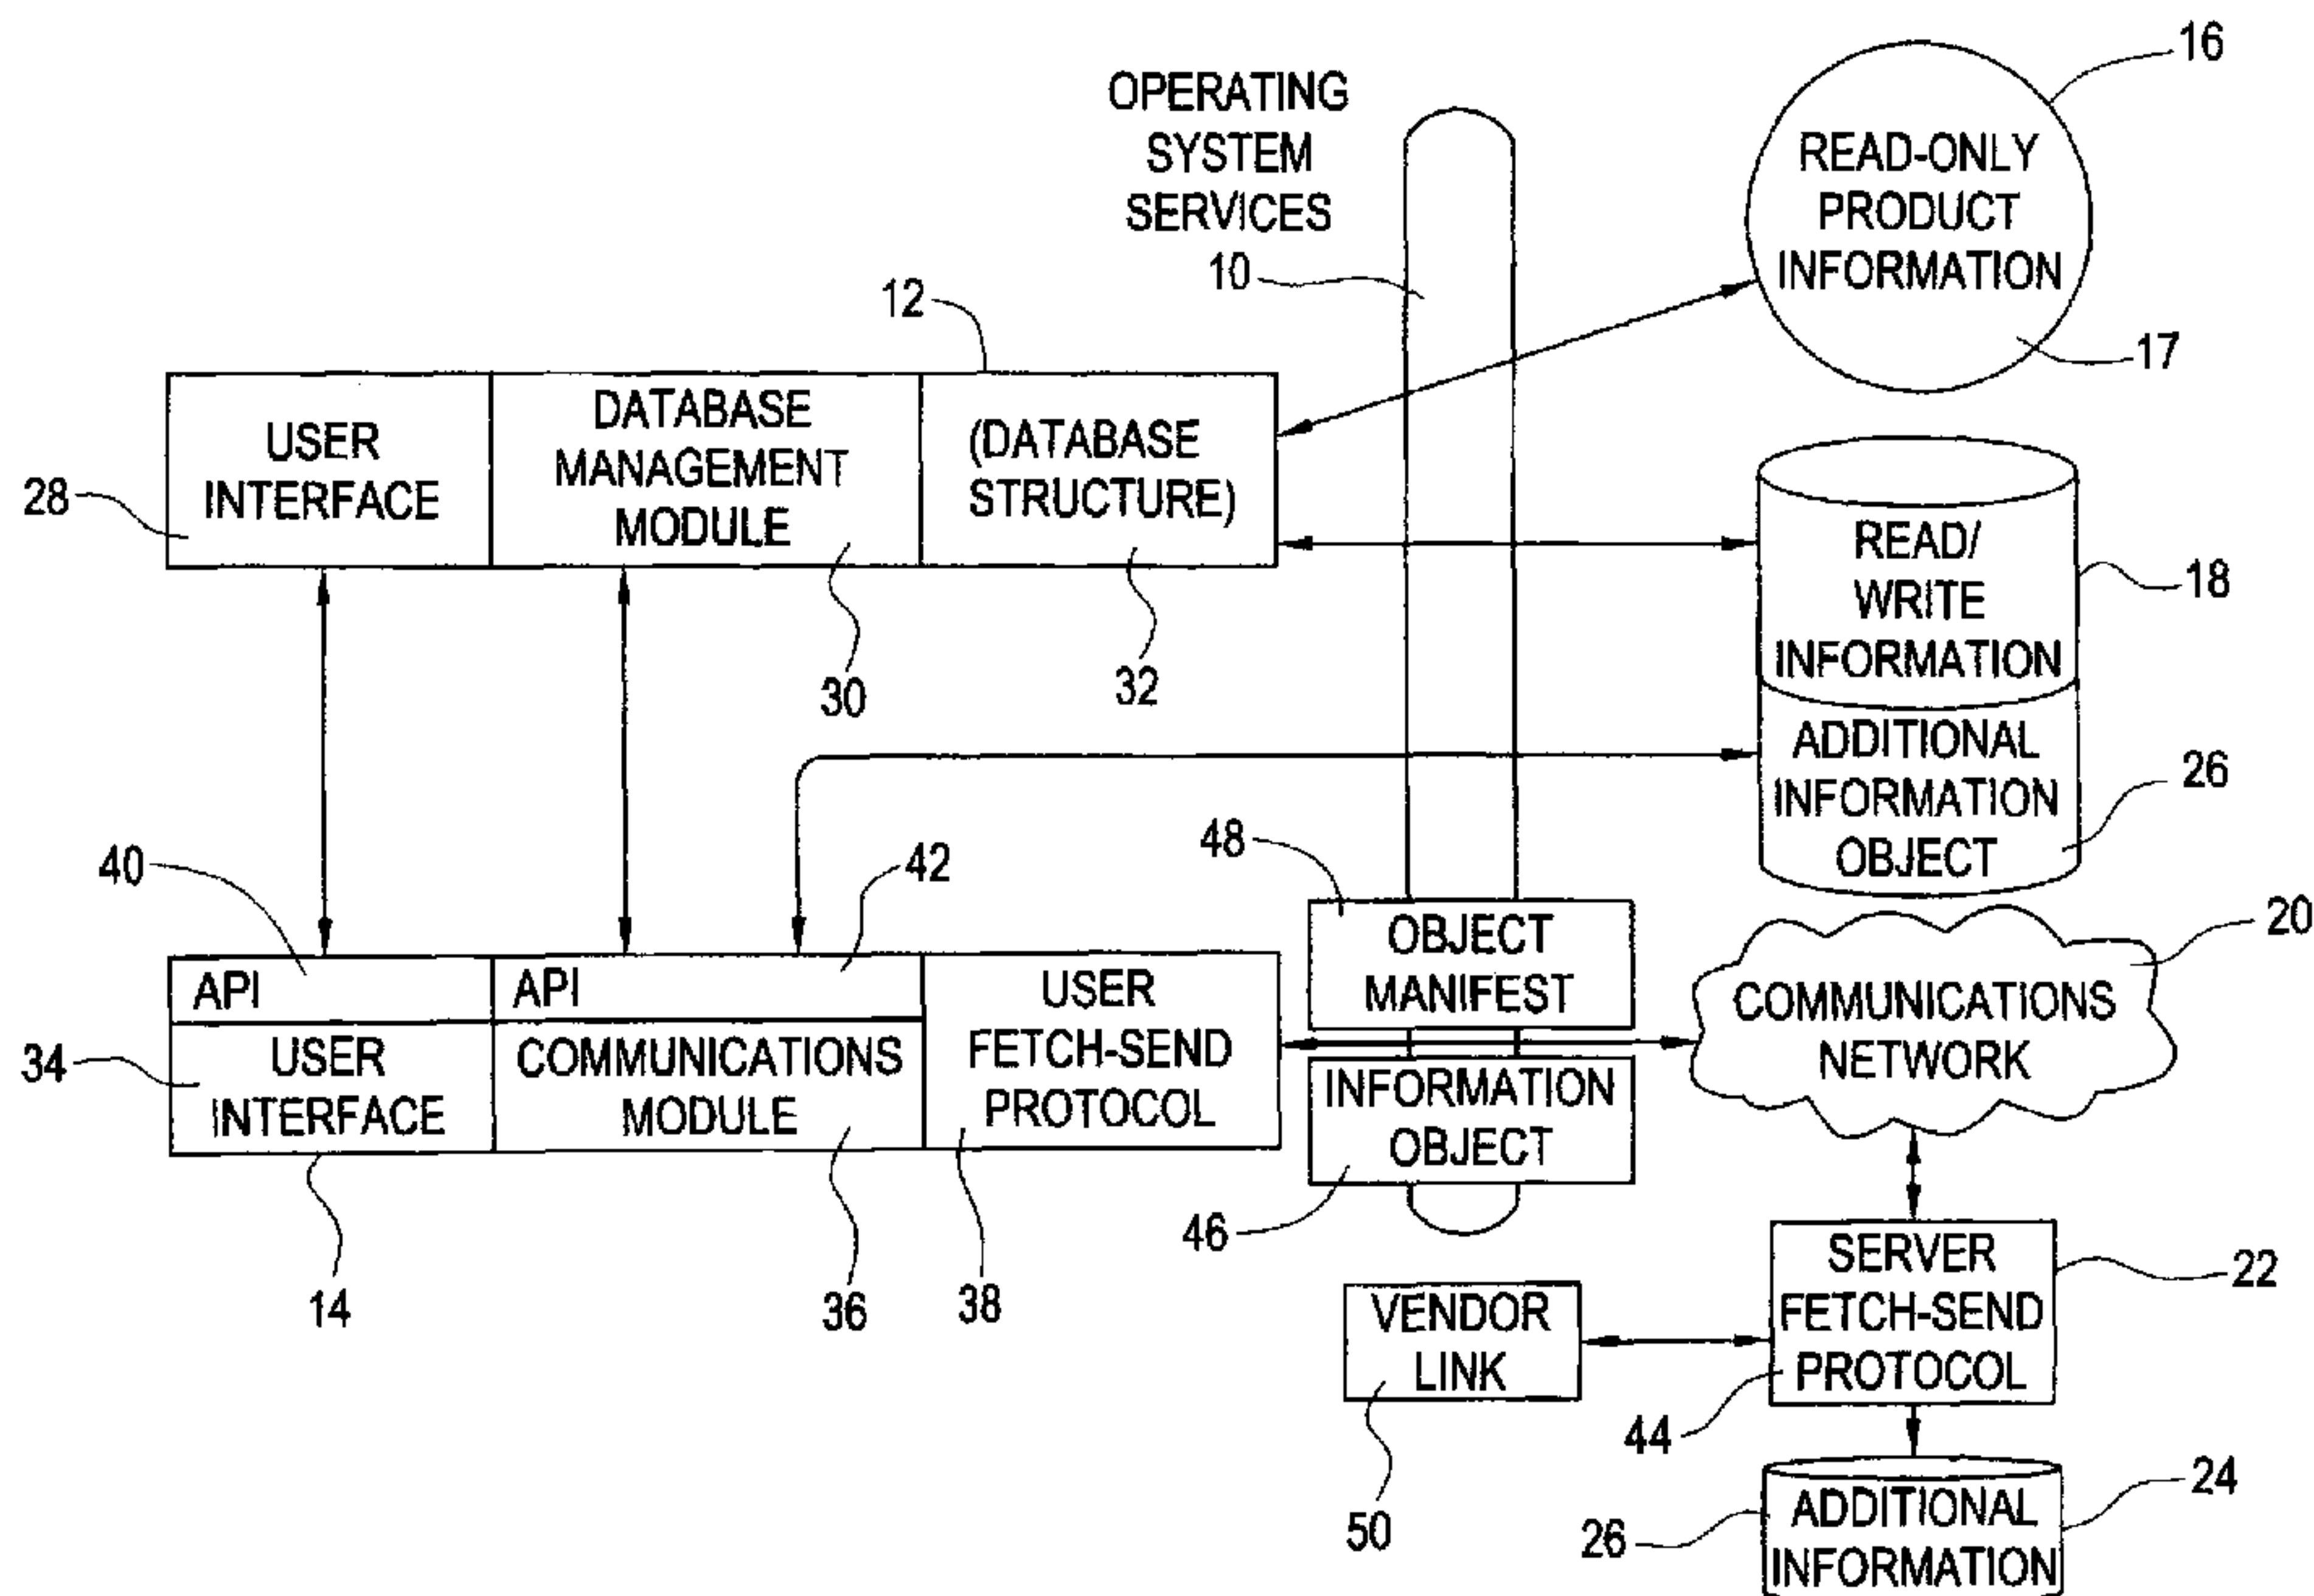 OPERATING
SYSTEM
SERVICES
10
16
READ-ONLY
PRODUCT
INFORMATION
17
12
28
USER
INTERFACE
DATABASE
MANAGEMENT
MODULE
30
(DATABASE
STRUCTURE)
32
READ/
WRITE
INFORMATION
18
ADDITIONAL
INFORMATION
OBJECT
26
40
API
42
API
34
USER
INTERFACE
14
COMMUNICATIONS
MODULE
36
USER
FETCH-SEND
PROTOCOL
38
48
OBJECT
MANIFEST
INFORMATION
OBJECT
46
20
COMMUNICATIONS
NETWORK
SERVER
FETCH-SEND
PROTOCOL
22
44
VENDOR
LINK
50
24
26
ADDITIONAL
INFORMATION